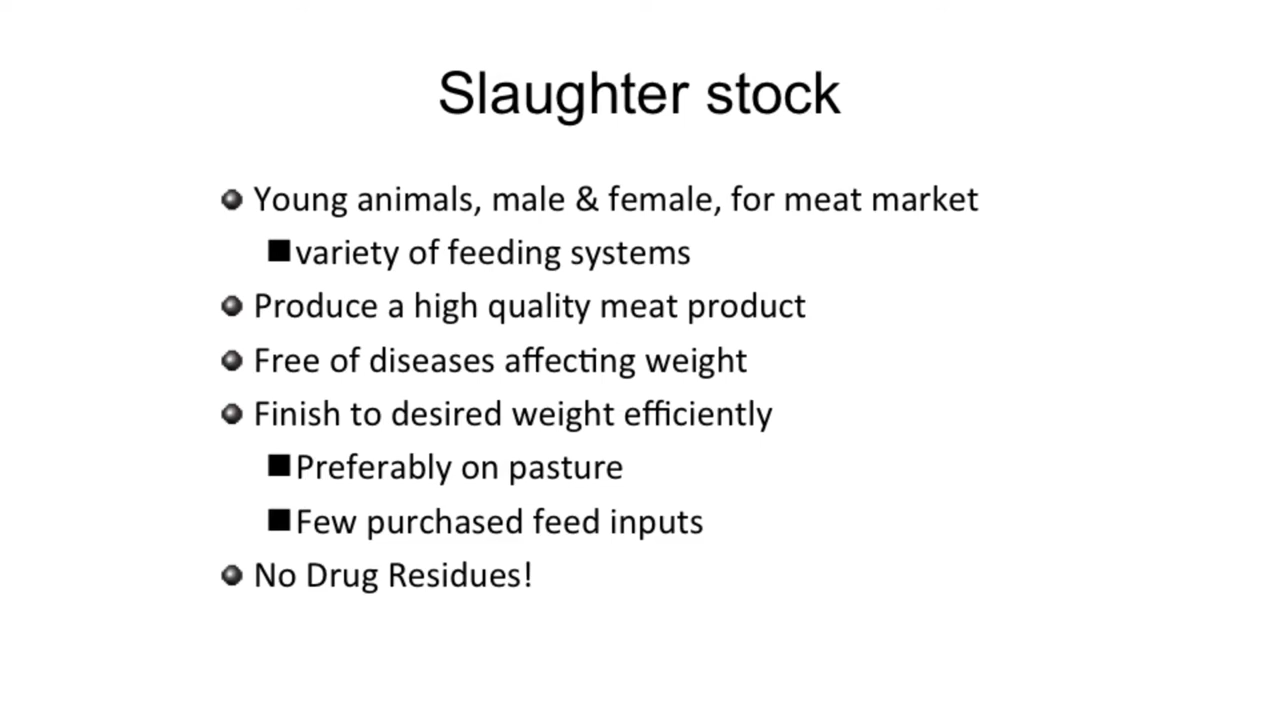 Slaughter stock
Young animals, male & female, for meat market
variety of feeding systems
Produce a high quality meat product
Free of diseases affecting weight
Finish to desired weight efficiently
Preferably on pasture
Few purchased feed inputs
No Drug Residues!